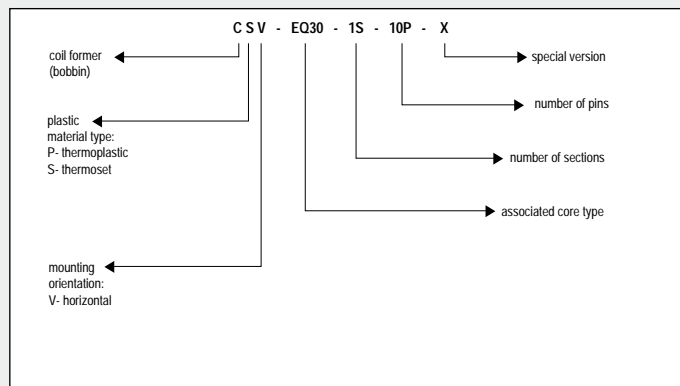 C S V - EQ30 - 1S - 10P - X
coil former
(bobbin)
special version
number of pins
plastic
material type:
P- thermoplastic
S- thermoset
number of sections
associated core type
mounting
orientation:
V- horizontal